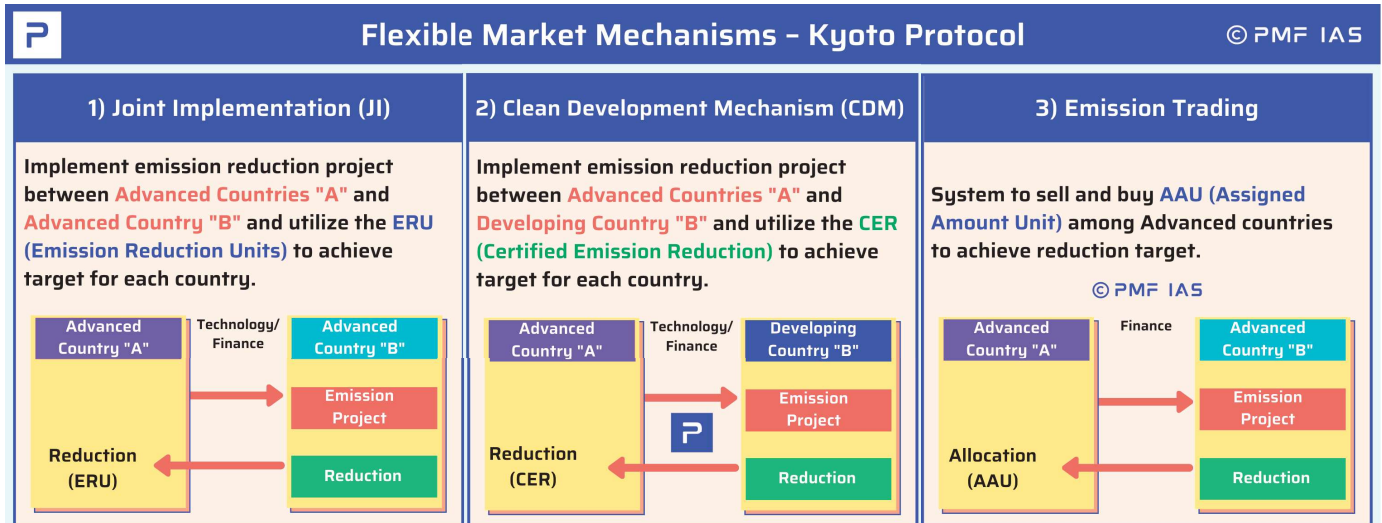 P
Flexible Market Mechanisms – Kyoto Protocol
© PMF IAS
1) Joint Implementation (JI)
Implement emission reduction project
between Advanced Countries "A" and
Advanced Country "B" and utilize the ERU
(Emission Reduction Units) to achieve
target for each country.
Advanced
Country "A"
Technology/
Finance
Advanced
Country "B"
Emission
Project
Reduction
(ERU)
Reduction
2) Clean Development Mechanism (CDM)
Implement emission reduction project
between Advanced Countries "A" and
Developing Country "B" and utilize the CER
(Certified Emission Reduction) to achieve
target for each country.
Advanced
Country "A"
Technology/
Finance
Developing
Country "B"
Emission
Project
P
Reduction
(CER)
Reduction
3) Emission Trading
System to sell and buy AAU (Assigned
Amount Unit) among Advanced countries
to achieve reduction target.
© PMF IAS
Advanced
Country "A"
Finance
Advanced
Country "B"
Emission
Project
Allocation
(AAU)
Reduction